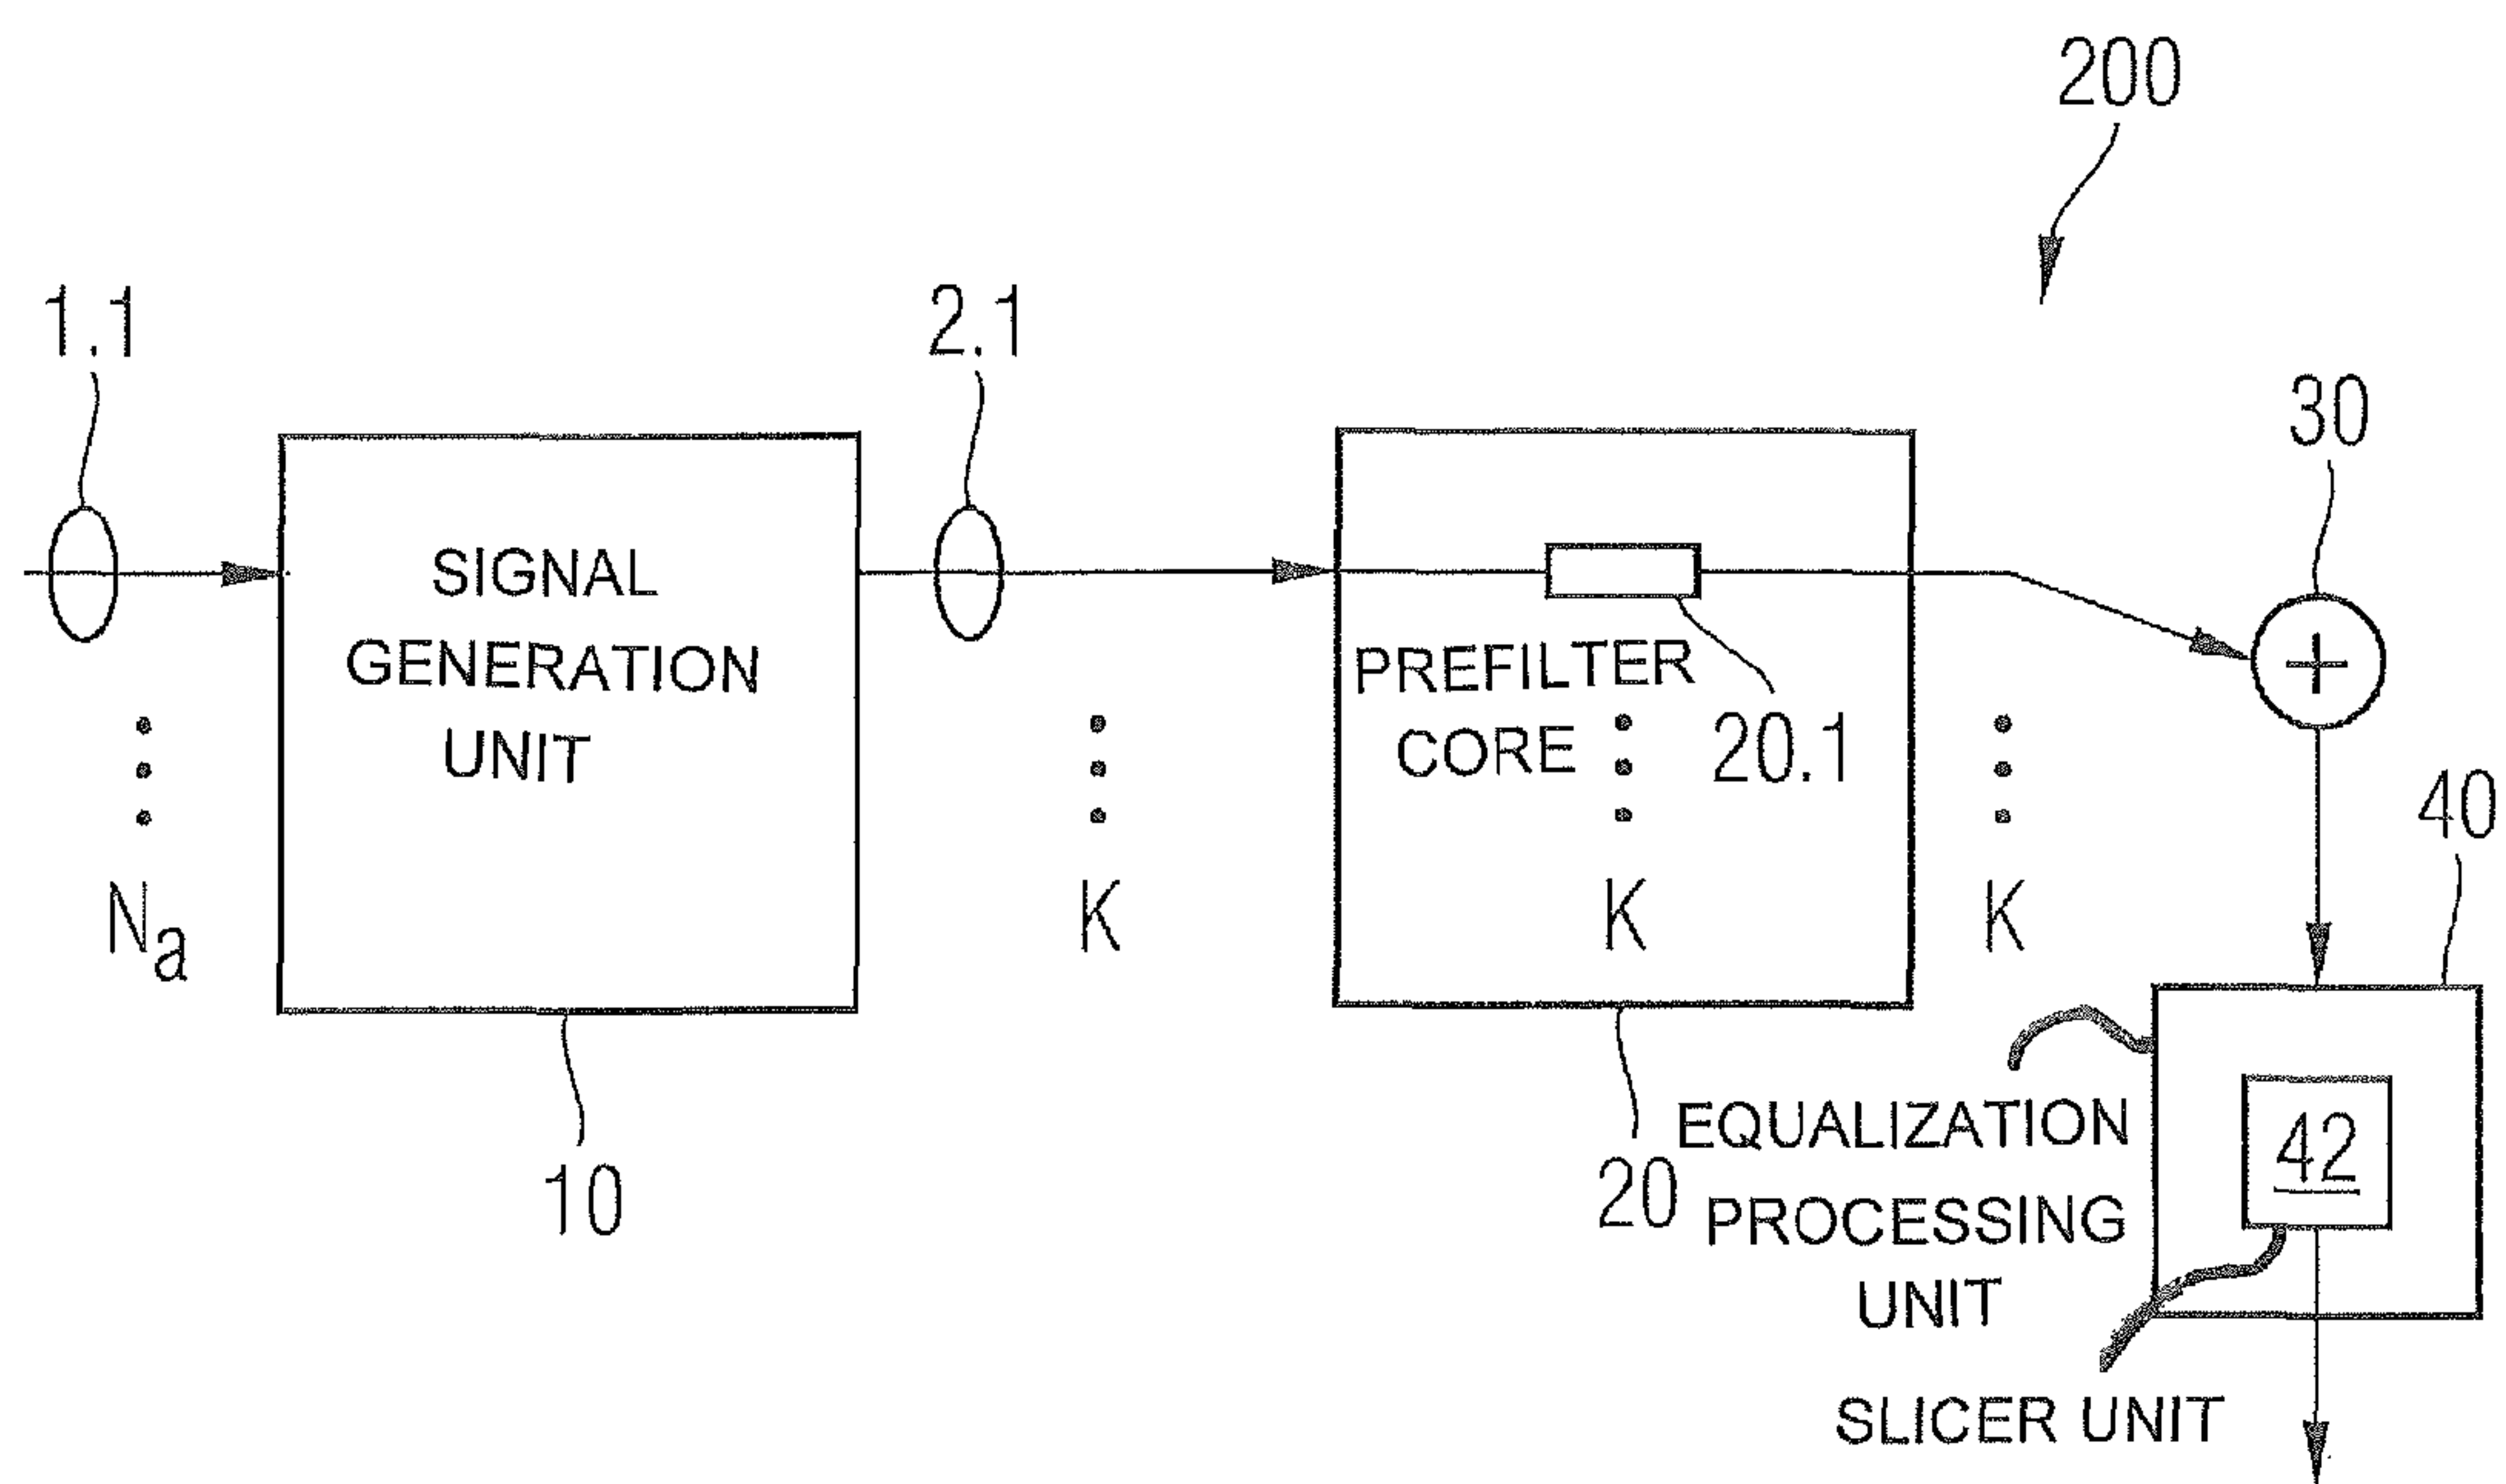 200
1.1
2.1
30
SIGNAL
GENERATION
UNIT
PREFILTER
CORE
20.1
+
40
Na
K
K
K
10
20
EQUALIZATION
PROCESSING
UNIT
42
SLICER UNIT